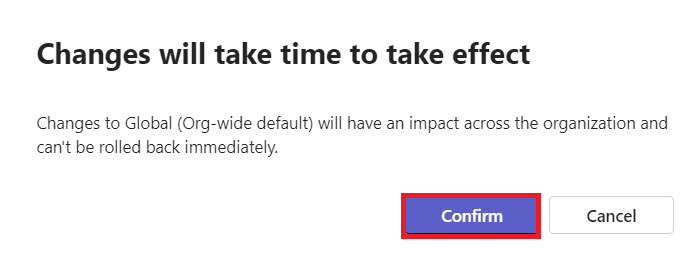 Changes will take time to take effect
Changes to Global (Org-wide default) will have an impact across the organization and
can't be rolled back immediately.
Confirm
Cancel